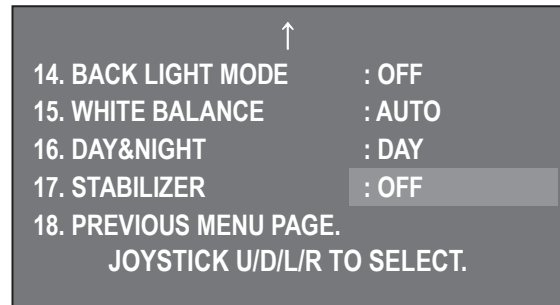 ↑
14. BACK LIGHT MODE : OFF
15. WHITE BALANCE : AUTO
16. DAY&NIGHT : DAY
17. STABILIZER : OFF
18. PREVIOUS MENU PAGE.
JOYSTICK U/D/L/R TO SELECT.